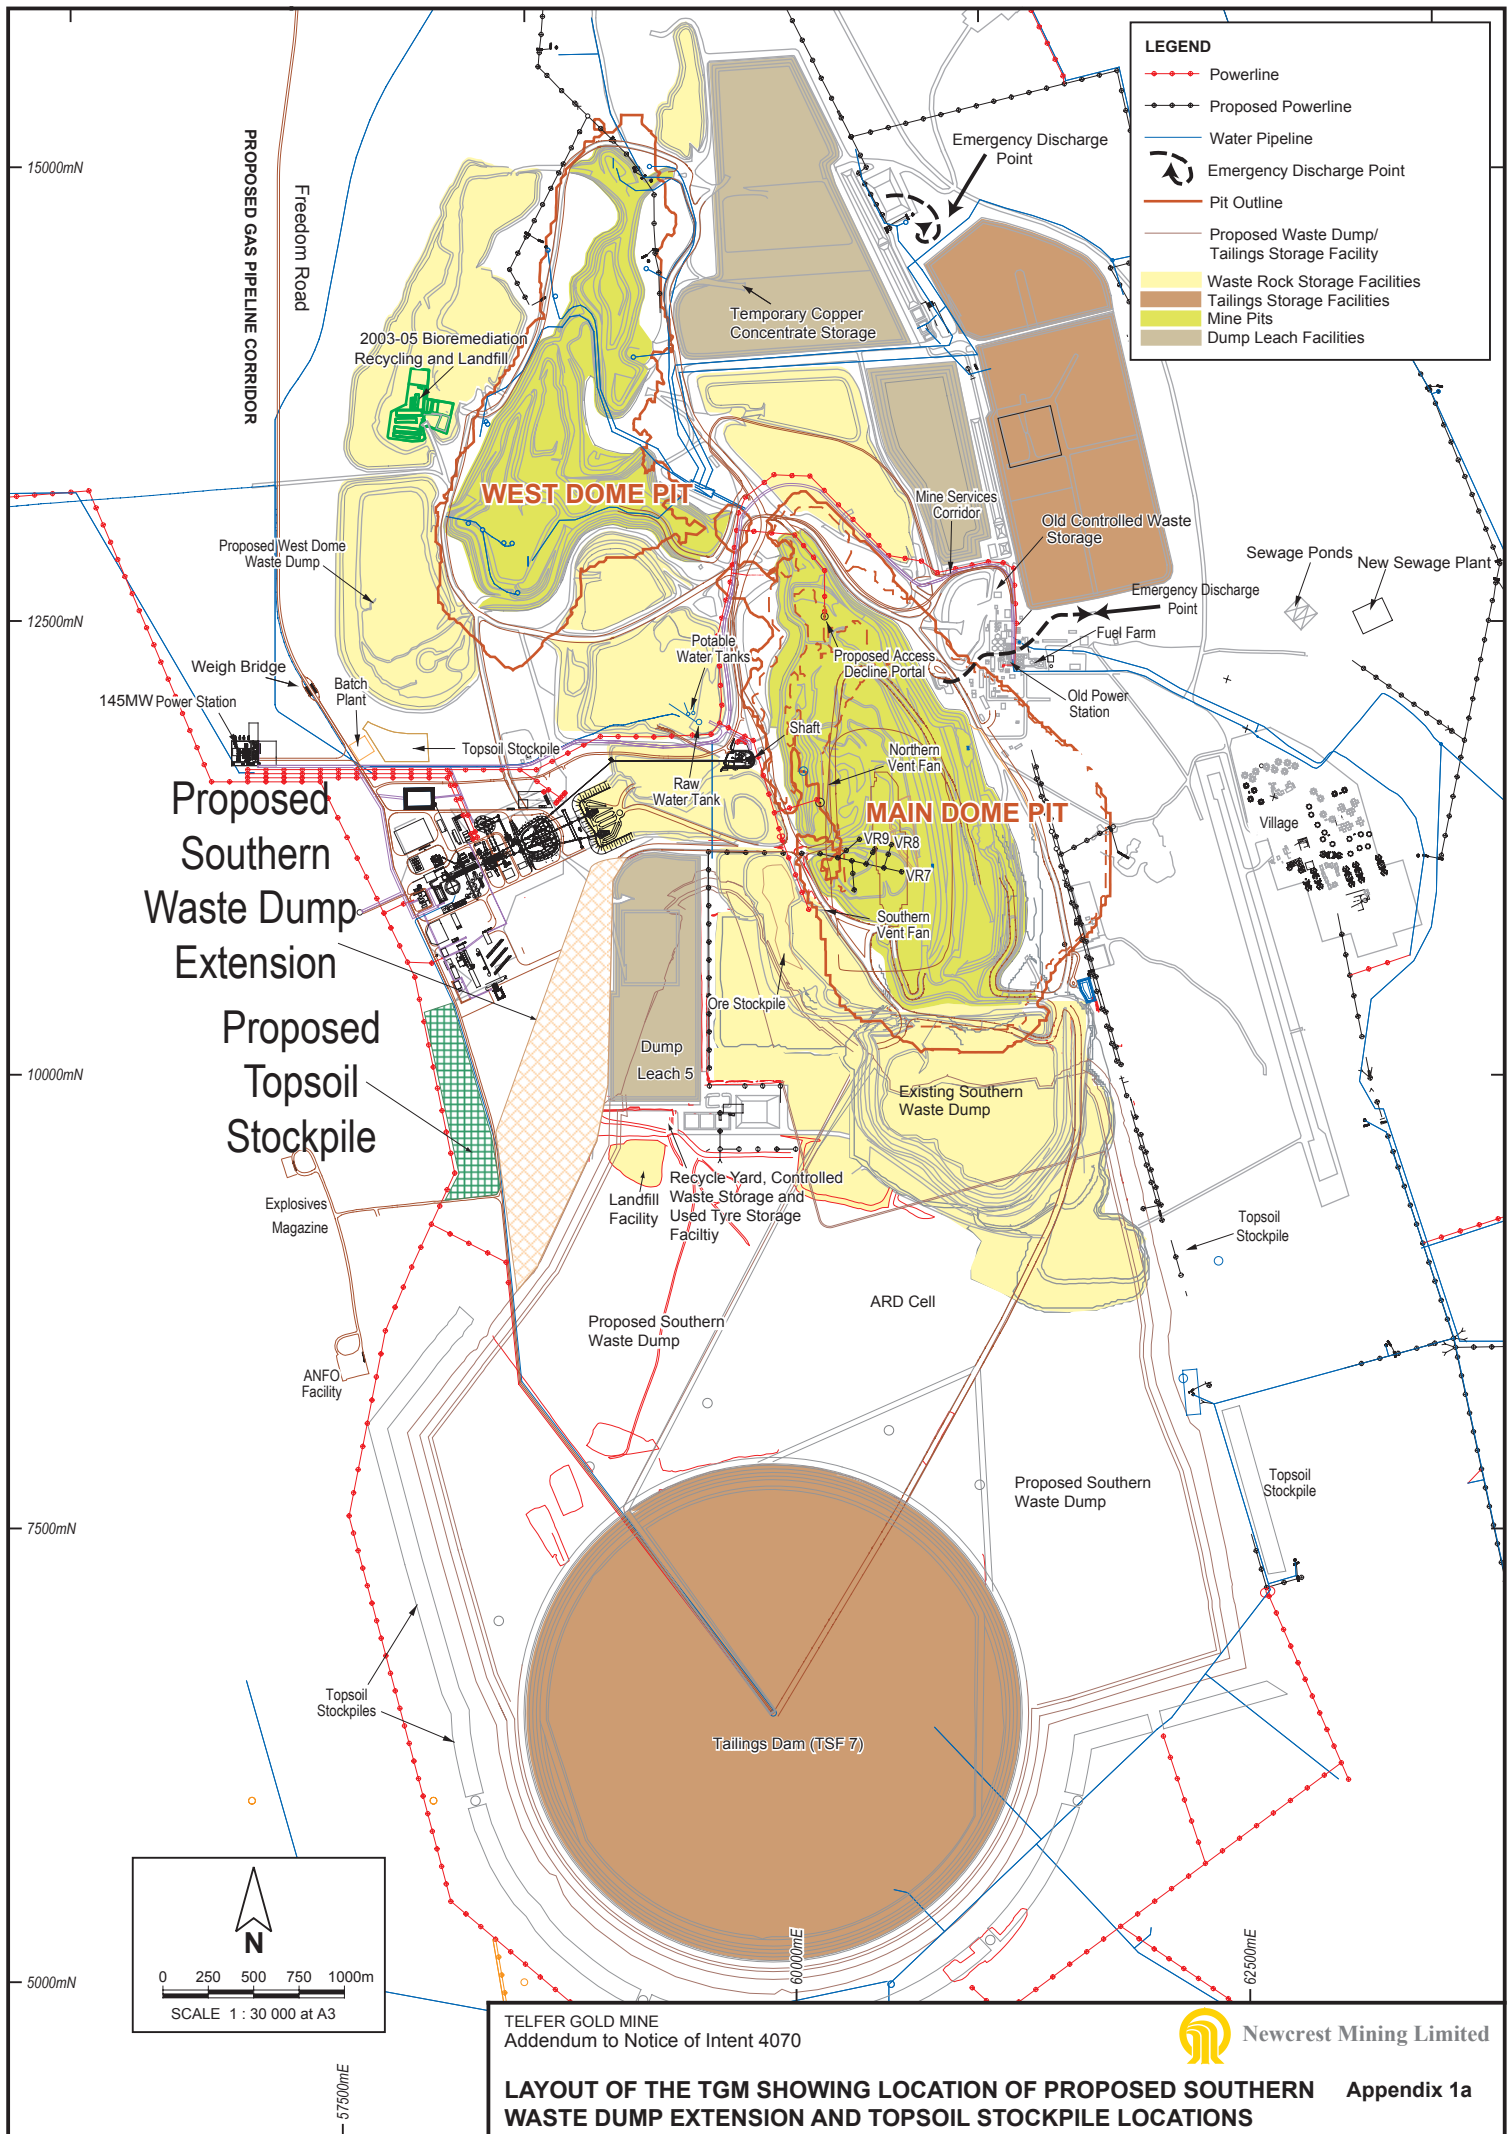 LEGEND
Powerline
Proposed Powerline
Water Pipeline
Emergency Discharge Point
Pit Outline
Proposed Waste Dump/
Tailings Storage Facility
Waste Rock Storage Facilities
Tailings Storage Facilities
Mine Pits
Dump Leach Facilities
15000mN
12500mN
10000mN
7500mN
5000mN
57500mE
60000mE
62500mE
PROPOSED GAS PIPELINE CORRIDOR
Freedom Road
Emergency Discharge
Point
Temporary Copper
Concentrate Storage
2003-05 Bioremediation
Recycling and Landfill
WEST DOME PIT
Mine Services
Corridor
Old Controlled Waste
Storage
Sewage Ponds
New Sewage Plant
Proposed West Dome
Waste Dump
Emergency Discharge
Point
Fuel Farm
Potable
Water Tanks
Proposed Access
Decline Portal
Old Power
Station
Weigh Bridge
145MW Power Station
Batch
Plant
Topsoil Stockpile
Shaft
Raw
Water Tank
Northern
Vent Fan
MAIN DOME PIT
Village
VR9
VR8
VR7
Southern
Vent Fan
Proposed
Southern
Waste Dump
Extension
Ore Stockpile
Proposed
Topsoil
Stockpile
Dump
Leach 5
Existing Southern
Waste Dump
Explosives
Magazine
Landfill
Facility
Recycle Yard, Controlled
Waste Storage and
Used Tyre Storage
Faciltiy
Topsoil
Stockpile
ARD Cell
Proposed Southern
Waste Dump
ANFO
Facility
Proposed Southern
Waste Dump
Topsoil
Stockpile
Topsoil
Stockpiles
Tailings Dam (TSF 7)
N
0 250 500 750 1000m
SCALE 1 : 30 000 at A3
TELFER GOLD MINE
Addendum to Notice of Intent 4070
Newcrest Mining Limited
LAYOUT OF THE TGM SHOWING LOCATION OF PROPOSED SOUTHERN
WASTE DUMP EXTENSION AND TOPSOIL STOCKPILE LOCATIONS
Appendix 1a